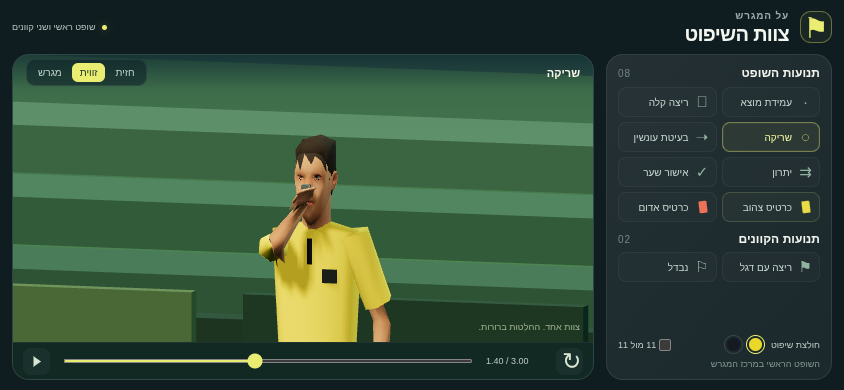 על המגרש
צוות השיפוט
שופט ראשי ושני קוונים
תנועות השופט
08
עמידת מוצא
ריצה קלה
שריקה
בעיטת עונשין
יתרון
אישור שער
כרטיס צהוב
כרטיס אדום
תנועות הקוונים
02
ריצה עם דגל
נבדל
חולצת שיפוט
11 מול 11
השופט הראשי במרכז המגרש
שריקה
חזית
זווית
מגרש
צוות אחד. החלטות ברורות.
1.40 / 3.00